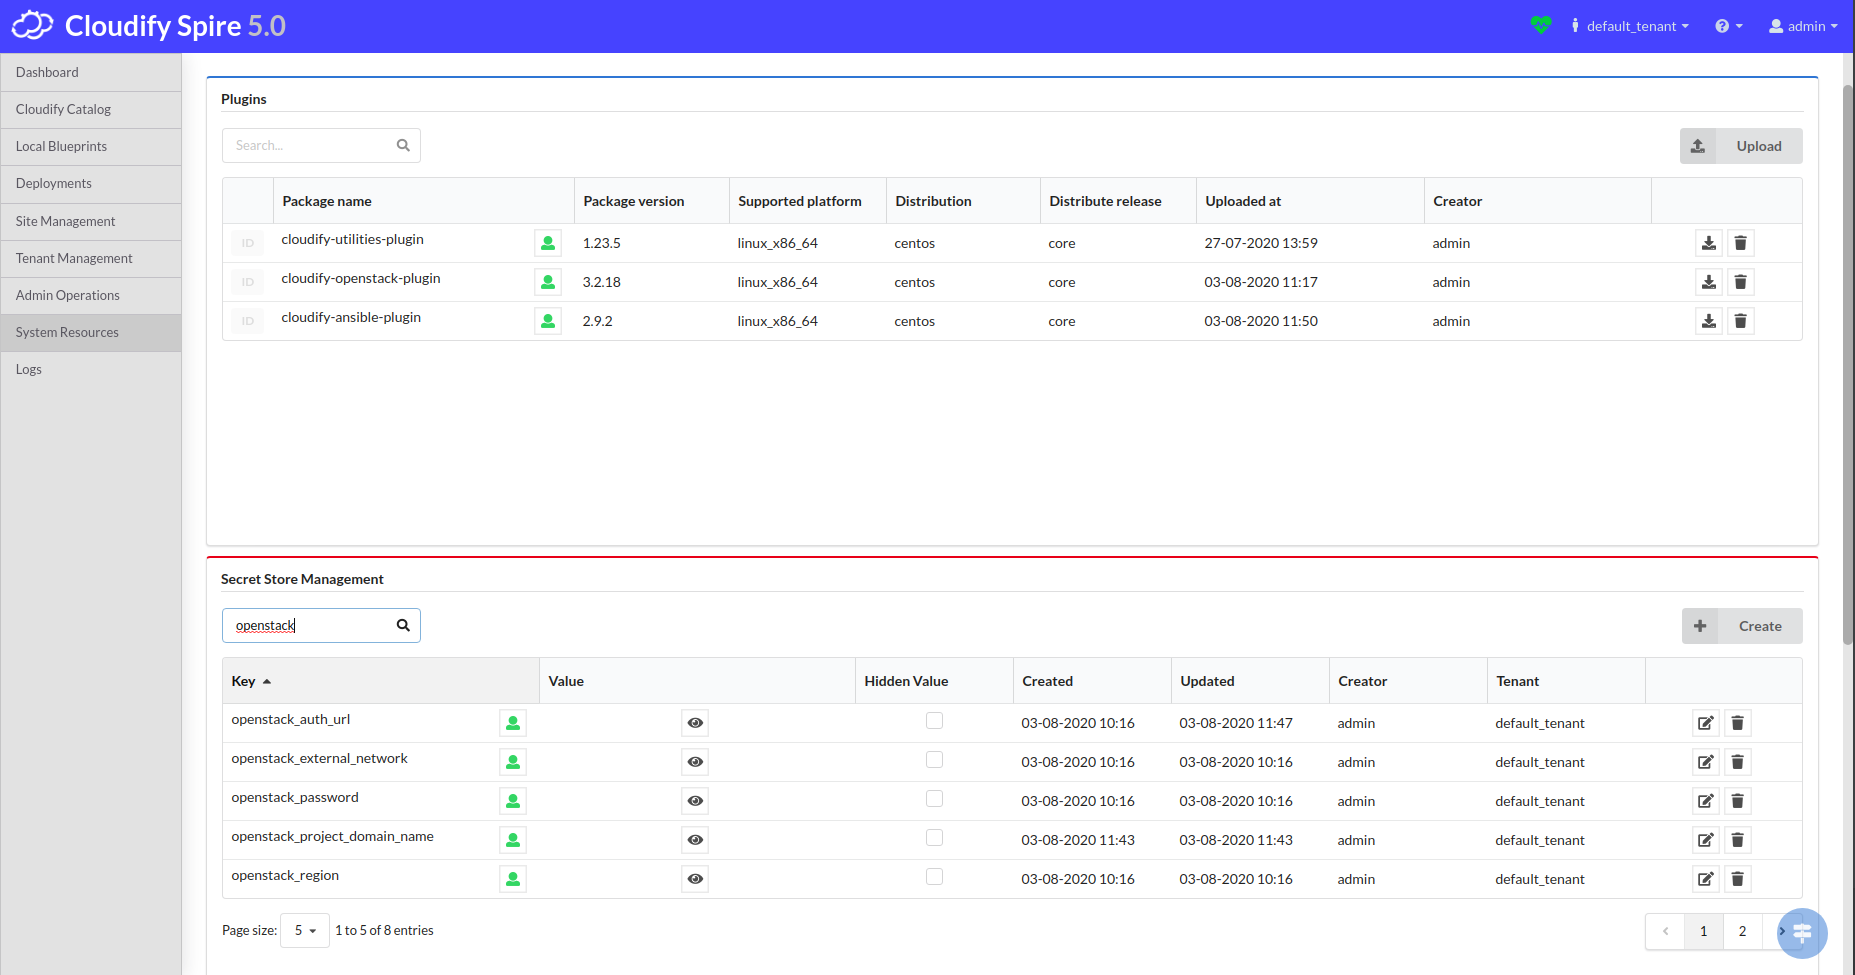 Cloudify Spire 5.0
default_tenant
admin
Dashboard
Cloudify Catalog
Local Blueprints
Deployments
Site Management
Tenant Management
Admin Operations
System Resources
Logs
Plugins
Search...
Upload
Package name Package version Supported platform Distribution Distribute release Uploaded at Creator
ID cloudify-utilities-plugin 1.23.5 linux_x86_64 centos core 27-07-2020 13:59 admin
ID cloudify-openstack-plugin 3.2.18 linux_x86_64 centos core 03-08-2020 11:17 admin
ID cloudify-ansible-plugin 2.9.2 linux_x86_64 centos core 03-08-2020 11:50 admin
Secret Store Management
openstack
Create
Key Value Hidden Value Created Updated Creator Tenant
openstack_auth_url 03-08-2020 10:16 03-08-2020 11:47 admin default_tenant
openstack_external_network 03-08-2020 10:16 03-08-2020 10:16 admin default_tenant
openstack_password 03-08-2020 10:16 03-08-2020 10:16 admin default_tenant
openstack_project_domain_name 03-08-2020 11:43 03-08-2020 11:43 admin default_tenant
openstack_region 03-08-2020 10:16 03-08-2020 10:16 admin default_tenant
Page size: 5 1 to 5 of 8 entries
1 2